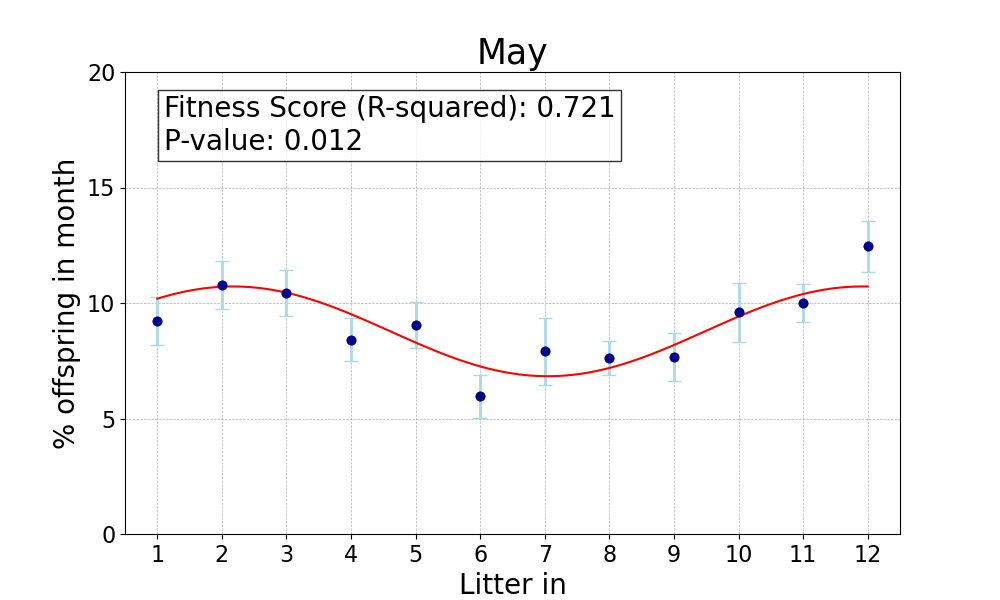 May
Fitness Score (R-squared): 0.721
P-value: 0.012
% offspring in month
20
15
10
5
0
1 2 3 4 5 6 7 8 9 10 11 12
Litter in